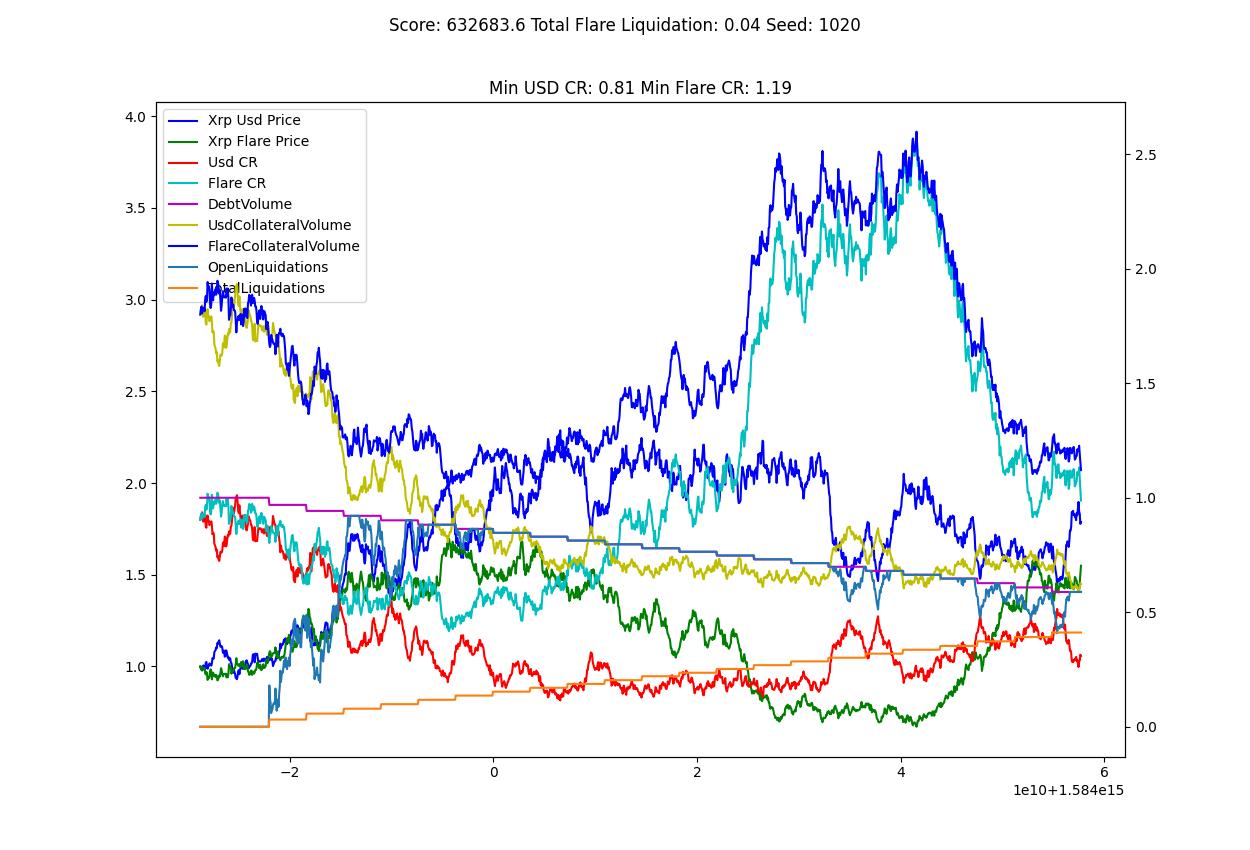 Score: 632683.6 Total Flare Liquidation: 0.04 Seed: 1020
Min USD CR: 0.81 Min Flare CR: 1.19
Xrp Usd Price
Xrp Flare Price
Usd CR
Flare CR
DebtVolume
UsdCollateralVolume
FlareCollateralVolume
OpenLiquidations
TotalLiquidations
4.0
3.5
3.0
2.5
2.0
1.5
1.0
2.5
2.0
1.5
1.0
0.5
0.0
−2 0 2 4 6
1e10+1.584e15